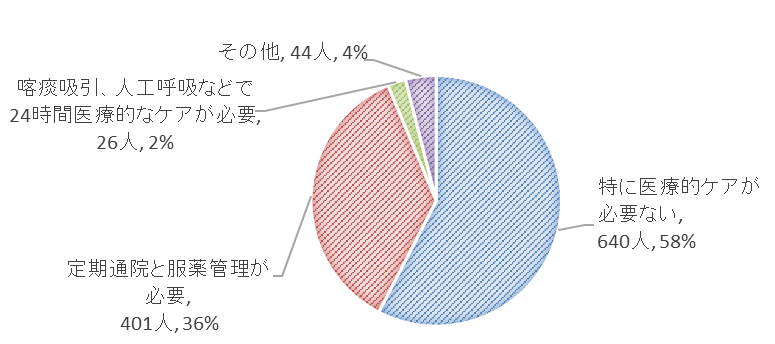 その他, 44人, 4%
喀痰吸引、人工呼吸などで
24時間医療的なケアが必要,
26人, 2%
特に医療的ケアが
必要ない,
640人, 58%
定期通院と服薬管理が
必要,
401人, 36%